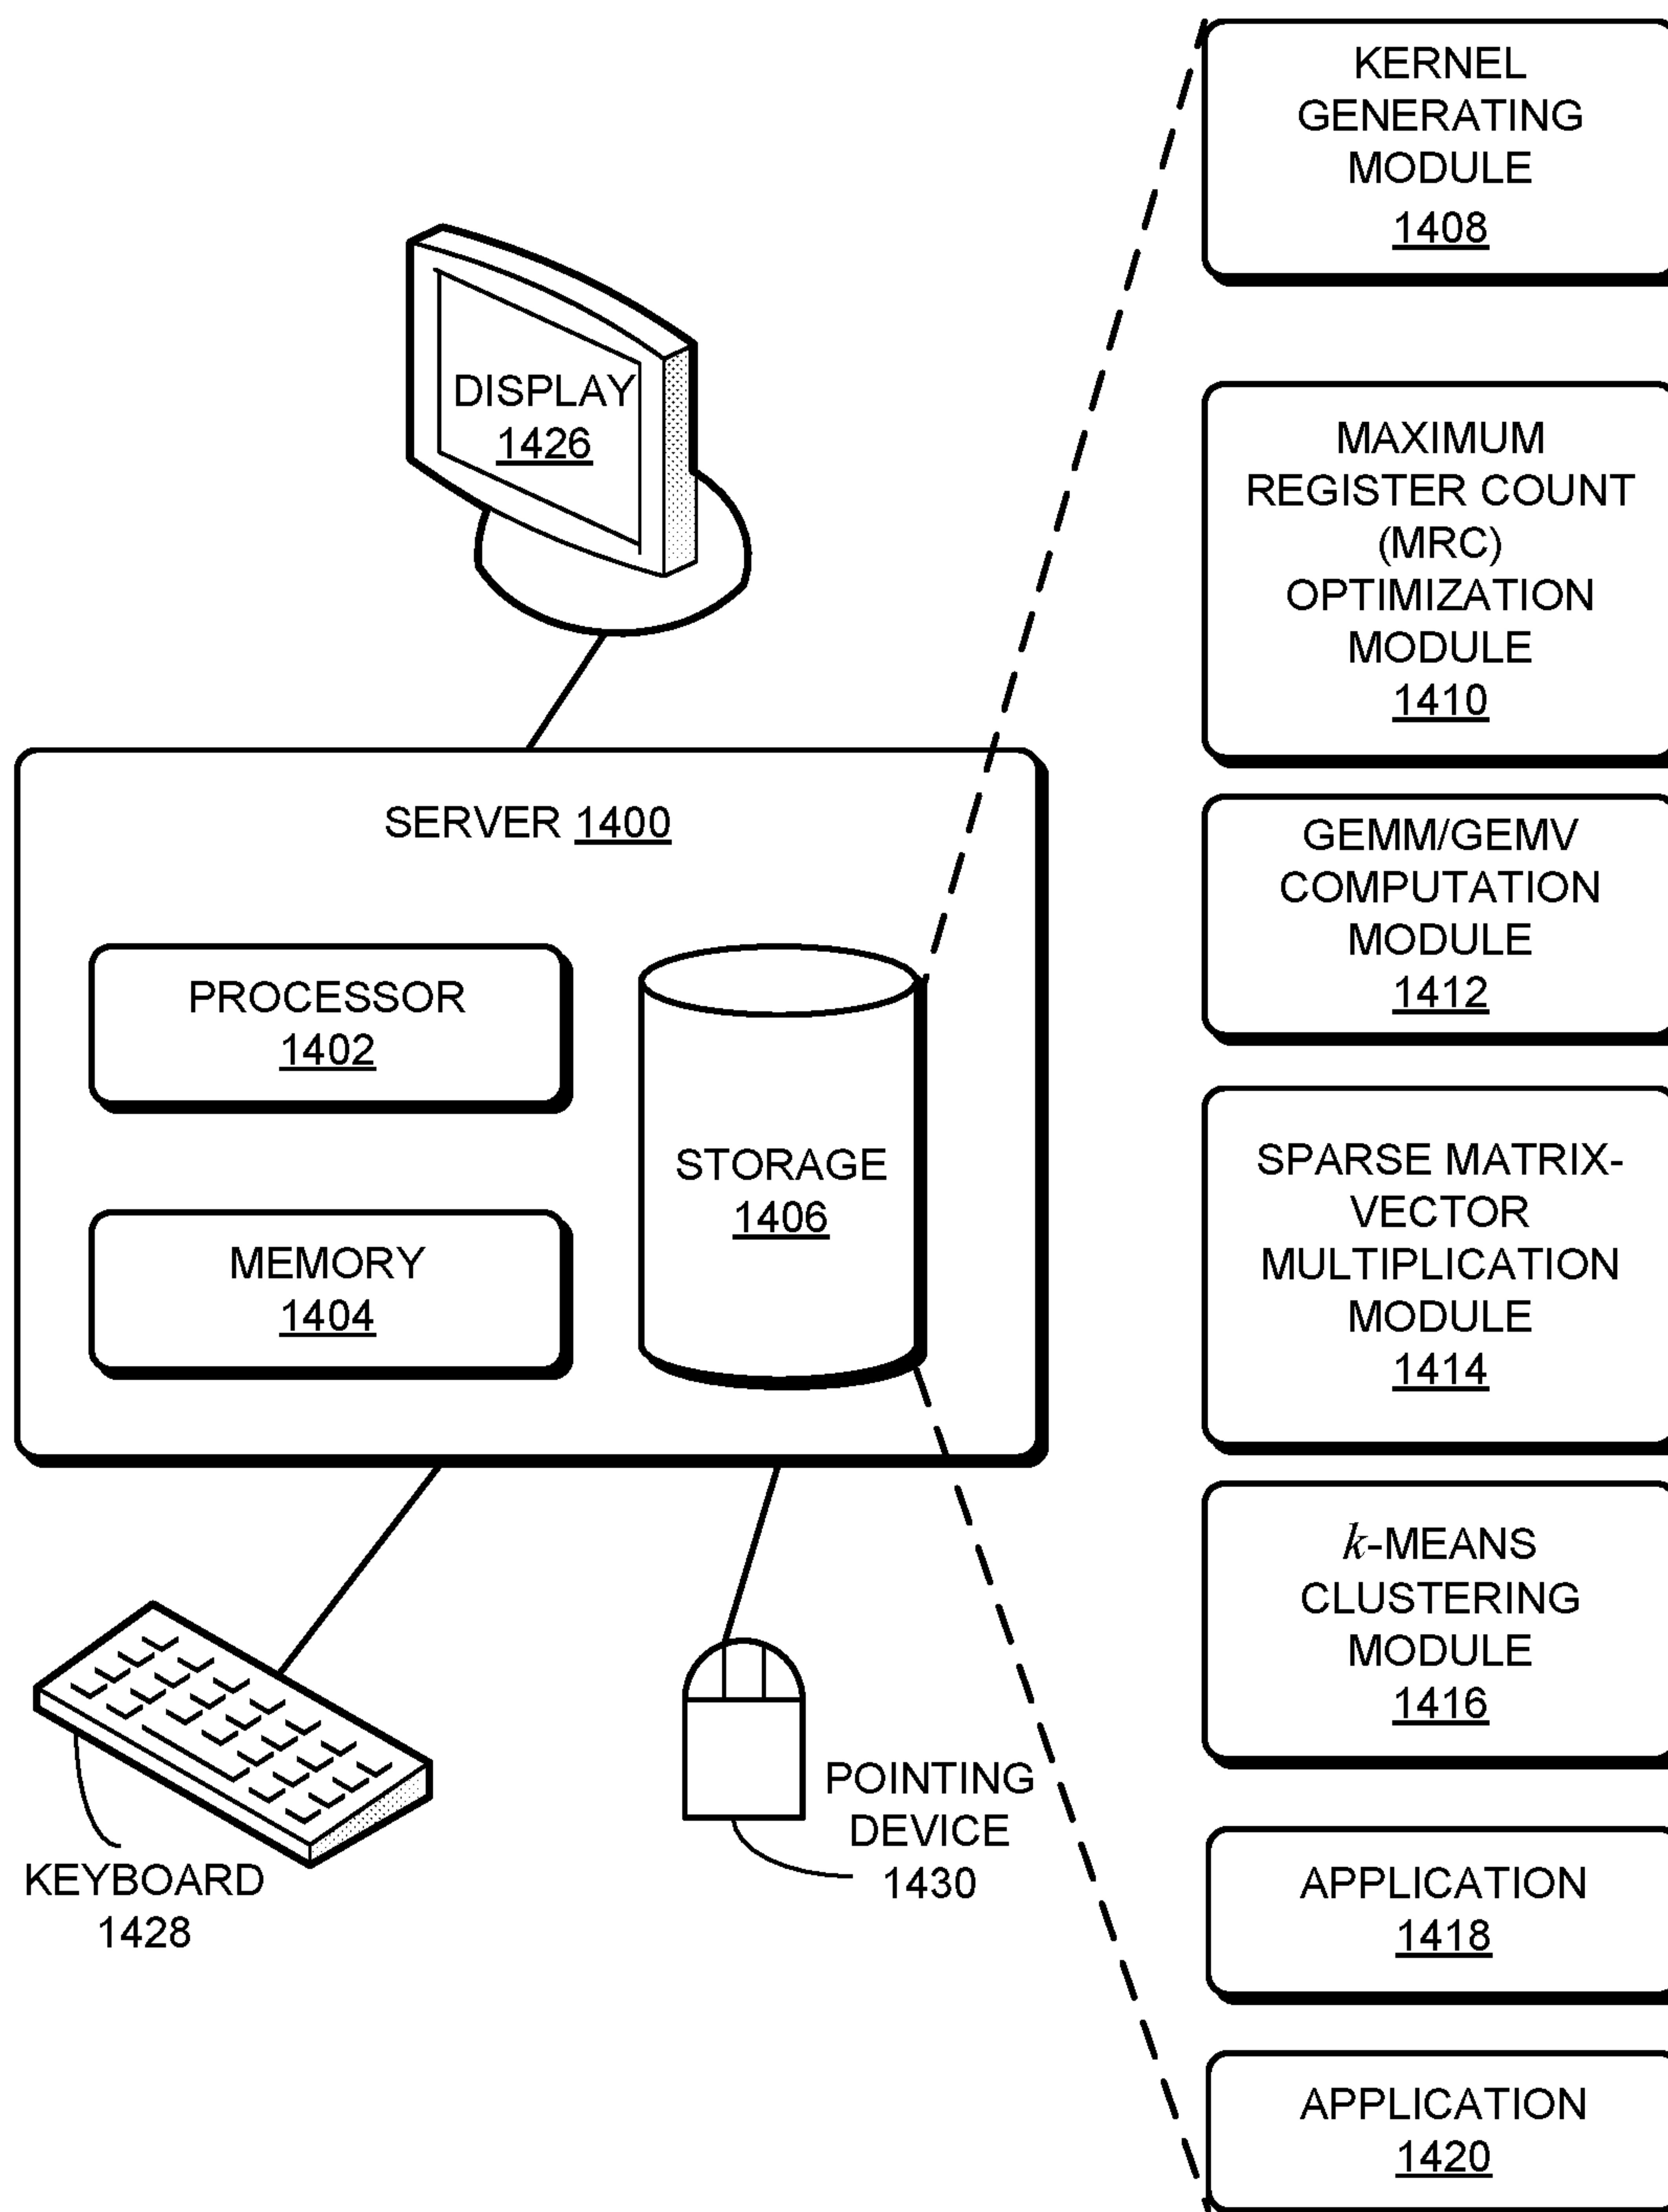 DISPLAY
1426
SERVER 1400
PROCESSOR
1402
MEMORY
1404
STORAGE
1406
KEYBOARD
1428
POINTING
DEVICE
1430
KERNEL
GENERATING
MODULE
1408
MAXIMUM
REGISTER COUNT
(MRC)
OPTIMIZATION
MODULE
1410
GEMM/GEMV
COMPUTATION
MODULE
1412
SPARSE MATRIX-
VECTOR
MULTIPLICATION
MODULE
1414
k-MEANS
CLUSTERING
MODULE
1416
APPLICATION
1418
APPLICATION
1420